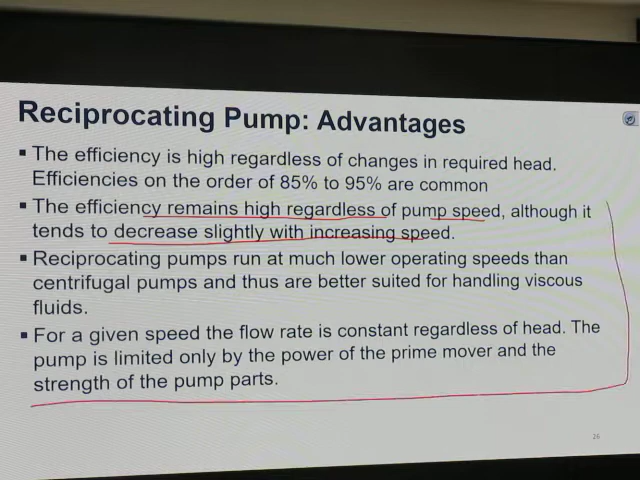 Reciprocating Pump: Advantages
▪ The efficiency is high regardless of changes in required head.
Efficiencies on the order of 85% to 95% are common
▪ The efficiency remains high regardless of pump speed, although it
tends to decrease slightly with increasing speed.
▪ Reciprocating pumps run at much lower operating speeds than
centrifugal pumps and thus are better suited for handling viscous
fluids.
▪ For a given speed the flow rate is constant regardless of head. The
pump is limited only by the power of the prime mover and the
strength of the pump parts.
26